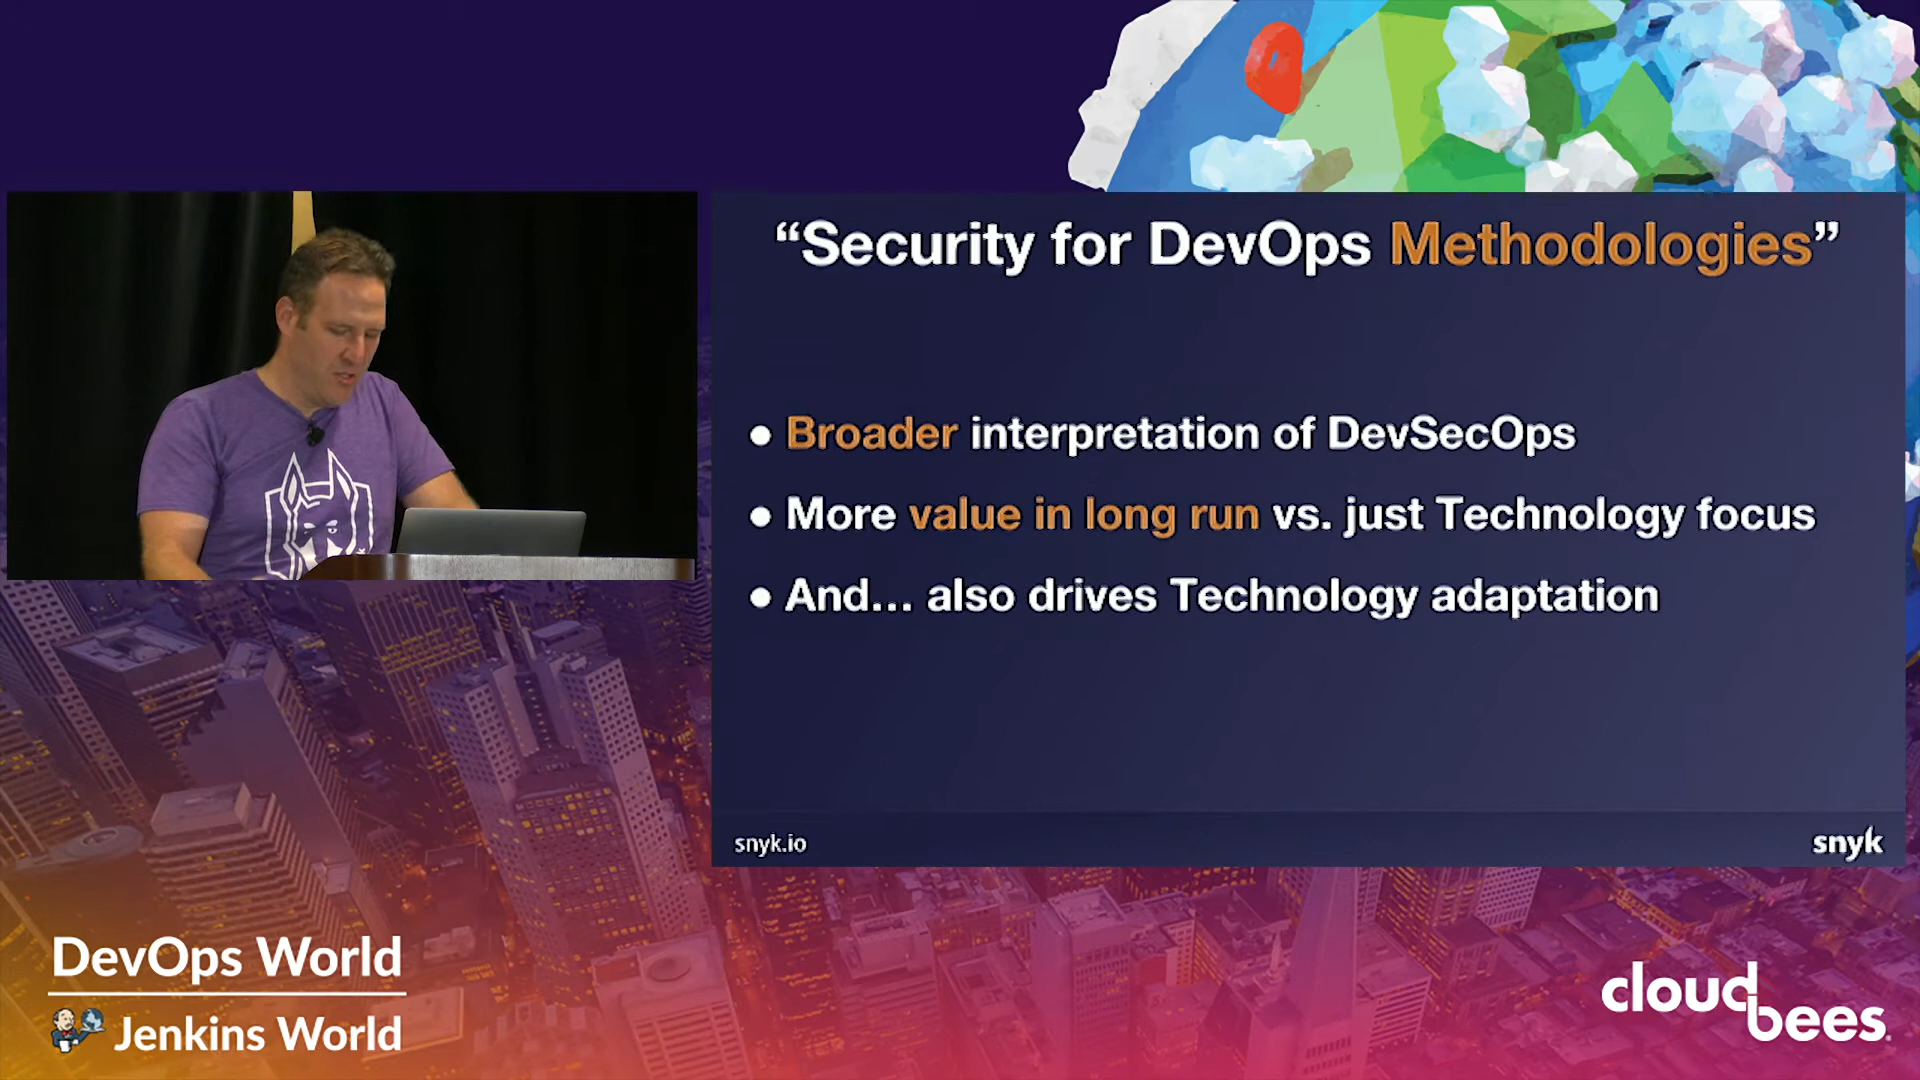 “Security for DevOps Methodologies”
● Broader interpretation of DevSecOps
● More value in long run vs. just Technology focus
● And... also drives Technology adaptation
snyk.io
snyk
DevOps World
Jenkins World
cloudbees